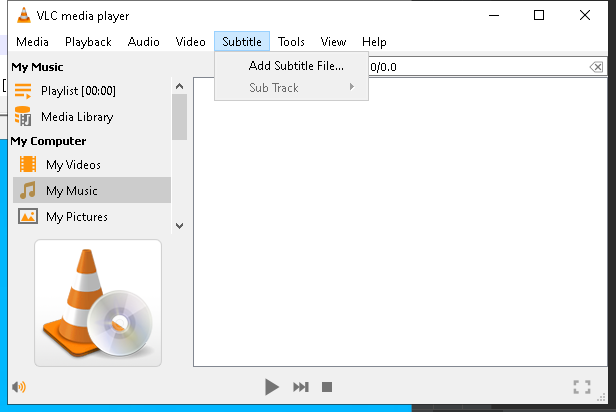 VLC media player
Media Playback Audio Video Subtitle Tools View Help
My Music
Playlist [00:00]
Media Library
My Computer
My Videos
My Music
My Pictures
Add Subtitle File...
Sub Track
0/0.0